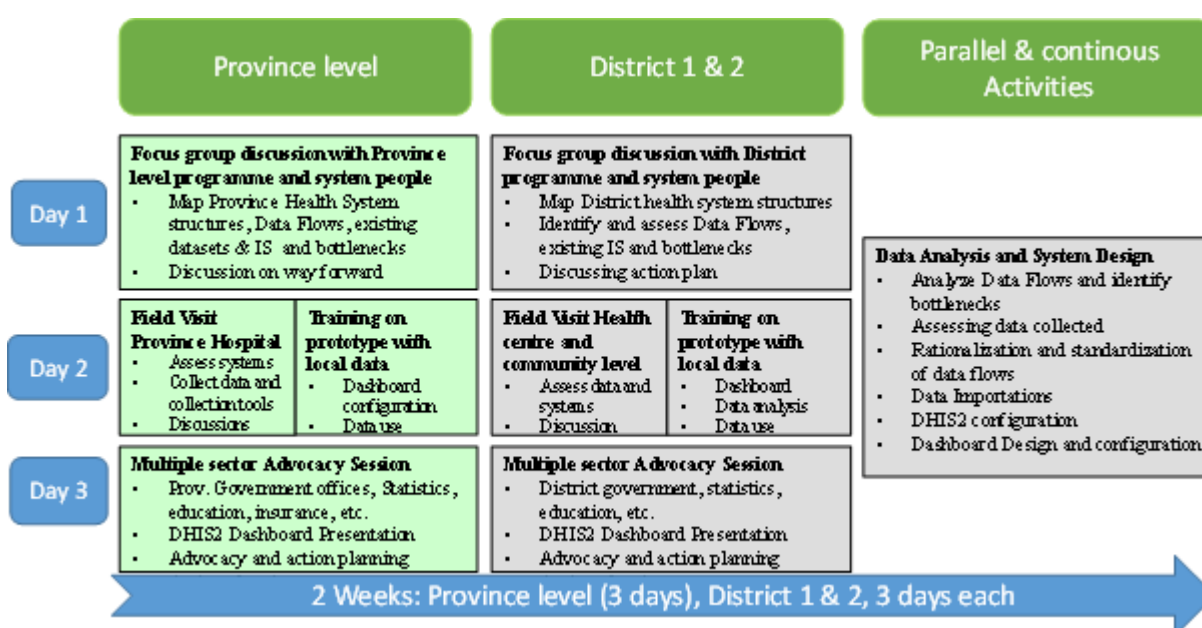 Province level
District 1 & 2
Parallel & continous
Activities
Day 1
Focus group discussion with Province
level programme and system people
• Map Province Health System
structures, Data Flows, existing
datasets & IS and bottlenecks
• Discussion on way forward
Focus group discussion with District
programme and system people
• Map District health system structures
• Identify and assess Data Flows,
existing IS and bottlenecks
• Discussing action plan
Data Analysis and System Design
• Analyze Data Flows and identify
bottlenecks
• Assessing data collected
• Rationalization and standardization
of data flows
• Data Importations
• DHIS2 configuration
• Dashboard Design and configuration
Day 2
Field Visit
Province Hospital
• Assess systems
• Collect data and
collection tools
• Discussions
Training on
prototype with
local data
• Dashboard
configuration
• Data use
Field Visit Health
centre and
community level
• Assess data and
systems
• Discussion
Training on
prototype with
local data
• Dashboard
• Data analysis
• Data use
Day 3
Multiple sector Advocacy Session
• Prov. Government offices, Statistics,
education, insurance, etc.
• DHIS2 Dashboard Presentation
• Advocacy and action planning
Multiple sector Advocacy Session
• District government, statistics,
education, etc.
• DHIS2 Dashboard Presentation
• Advocacy and action planning
2 Weeks: Province level (3 days), District 1 & 2, 3 days each